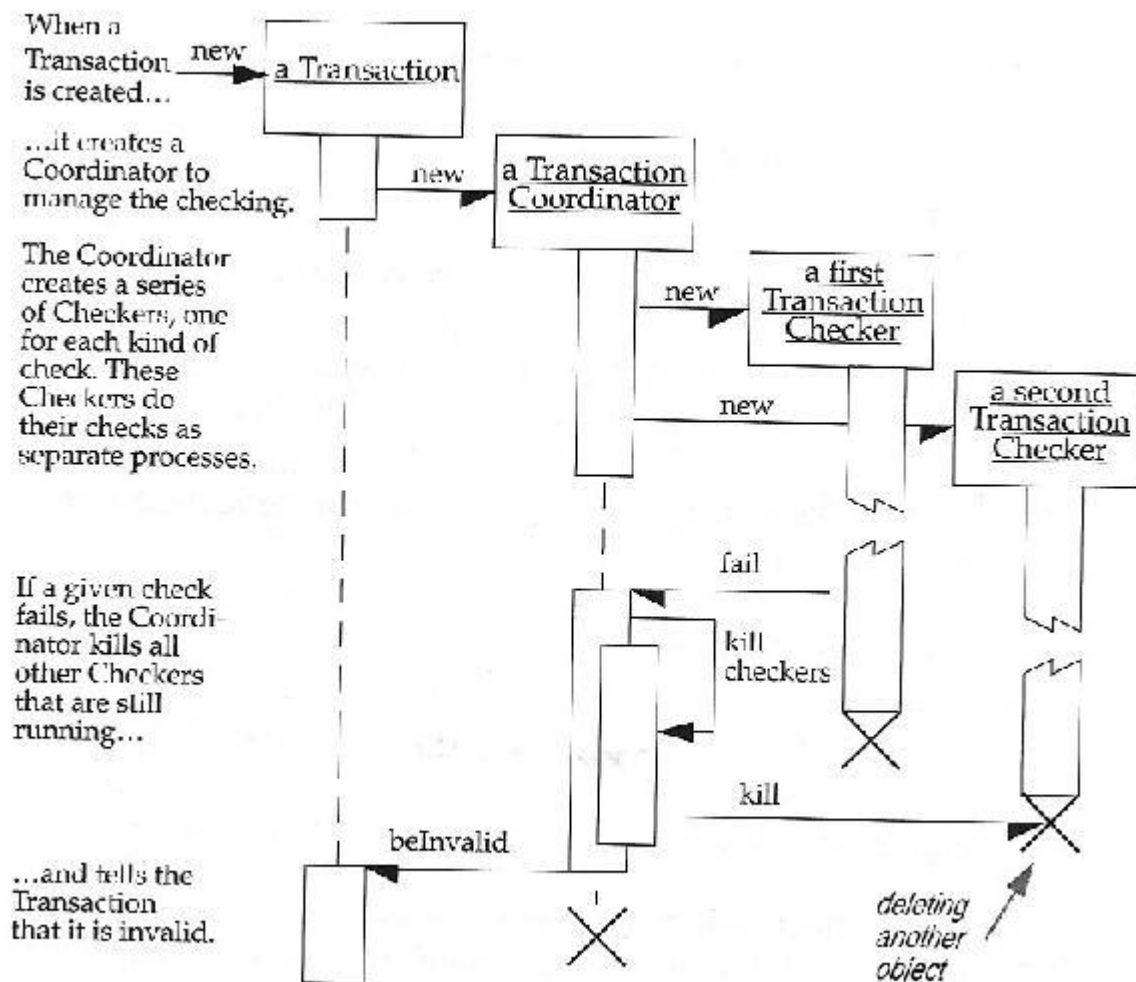 When a
Transaction
is created...
new
a Transaction
...it creates a
Coordinator to
manage the checking.
new
a Transaction
Coordinator
The Coordinator
creates a series
of Checkers, one
for each kind of
check. These
Checkers do
their checks as
separate processes.
new
a first
Transaction
Checker
new
a second
Transaction
Checker
If a given check
fails, the Coordi-
nator kills all
other Checkers
that are still
running...
fail
kill
checkers
kill
beInvalid
...and tells the
Transaction
that it is invalid.
deleting
another
object